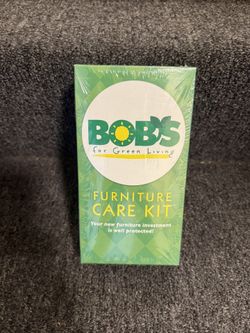 BOB'S
for Green Living
FURNITURE
CARE KIT
Your new furniture investment
is well protected!